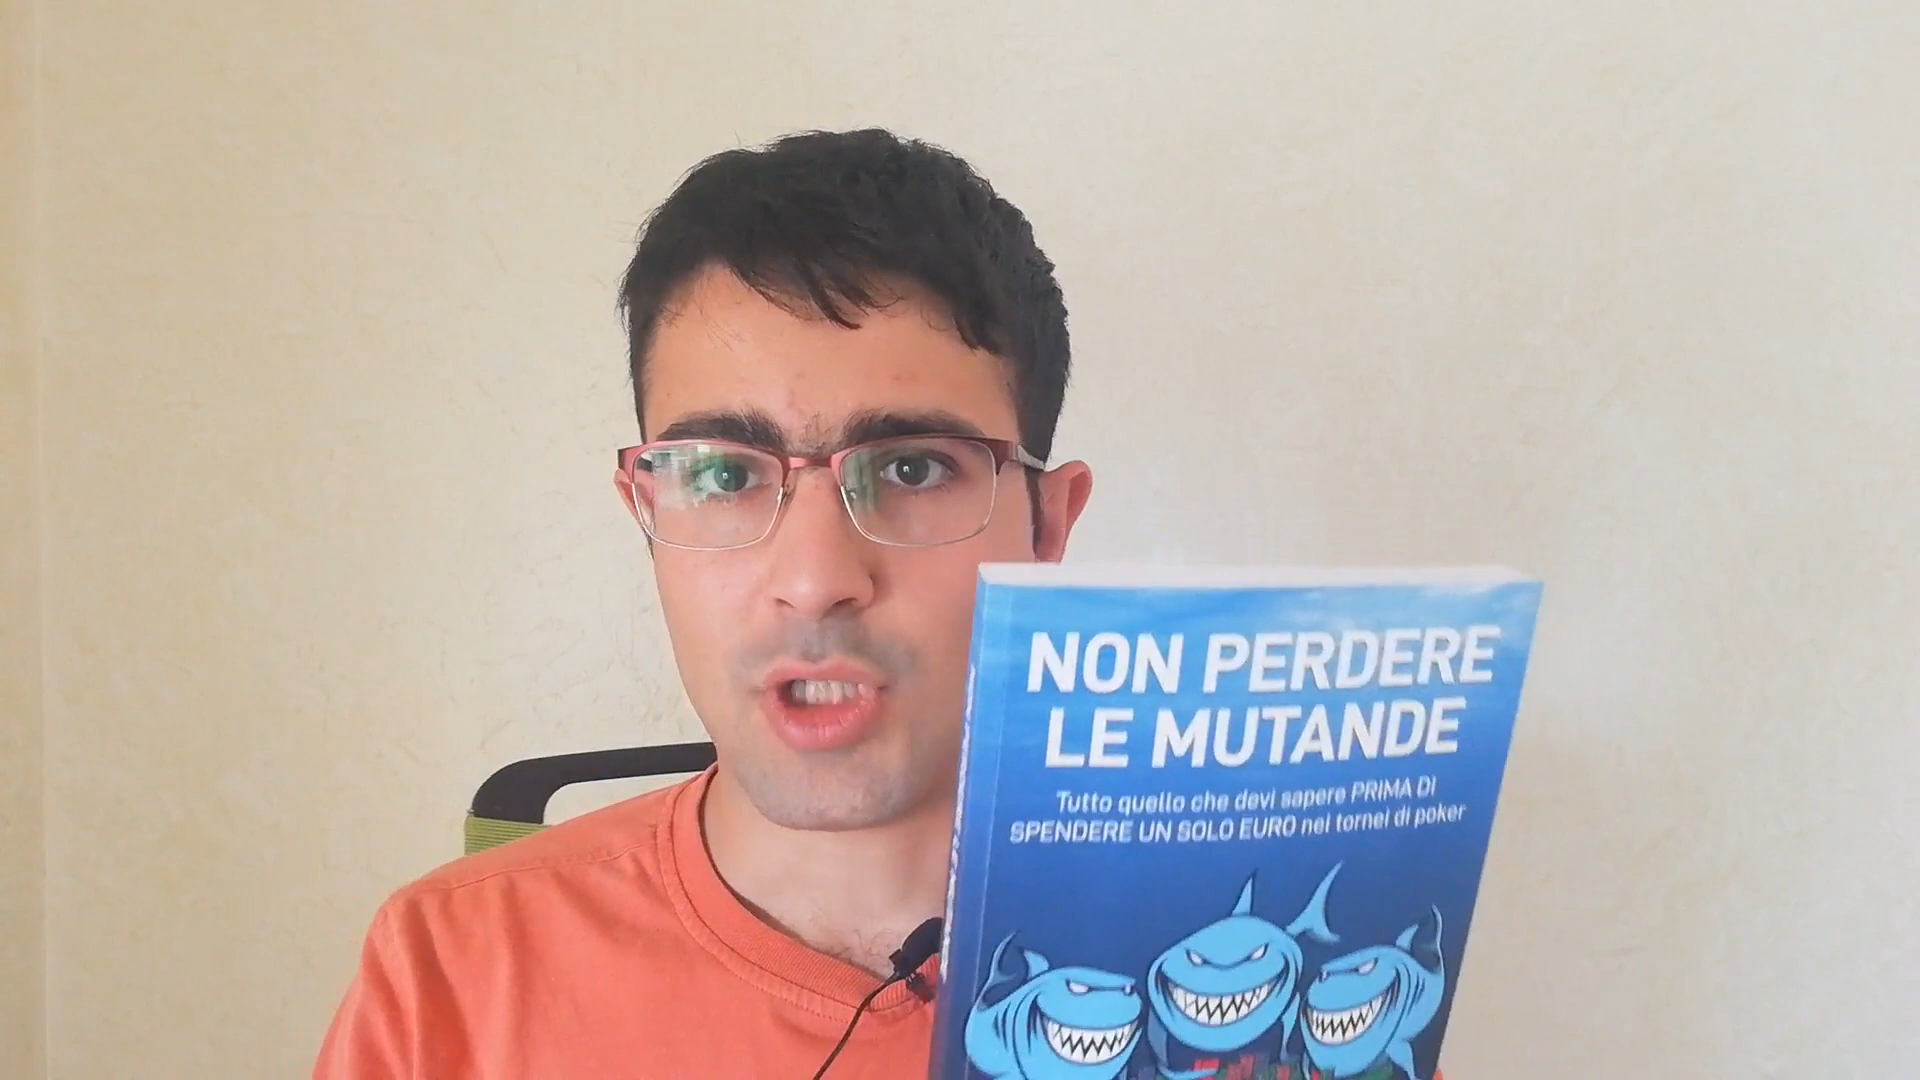 NON PERDERE
LE MUTANDE
Tutto quello che devi sapere PRIMA DI
SPENDERE UN SOLO EURO nei tornei di poker